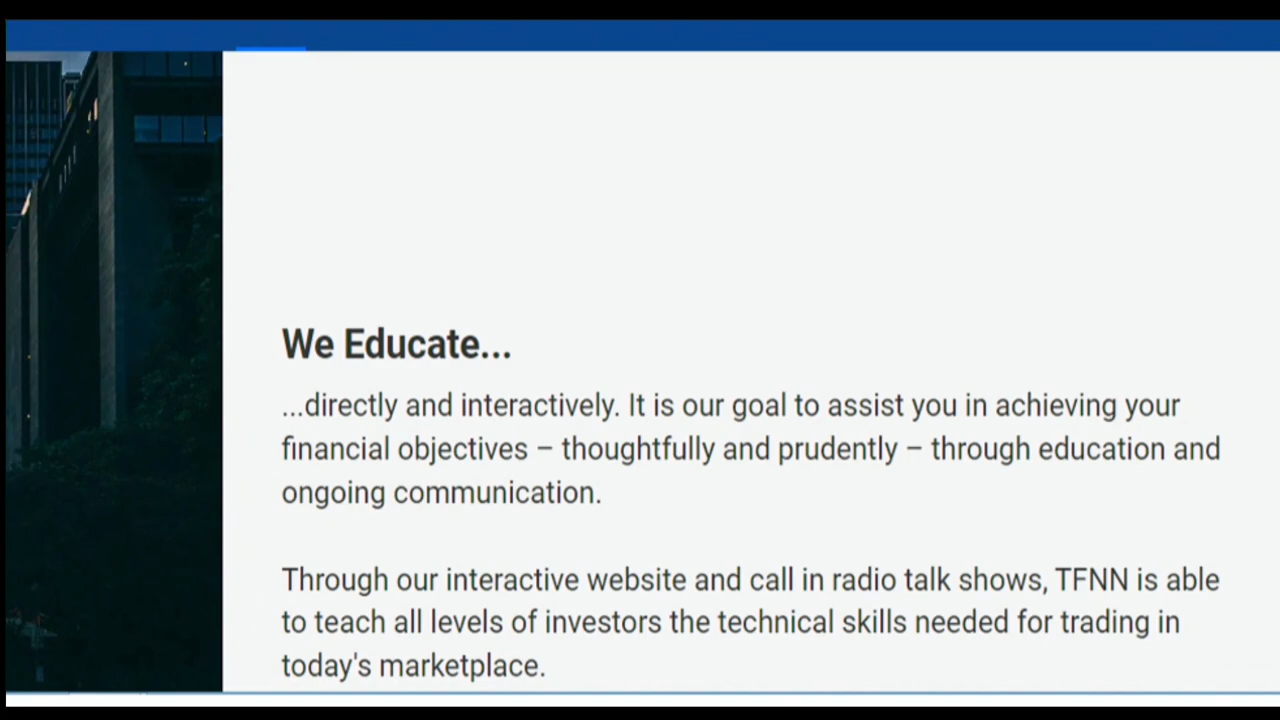 We Educate...
...directly and interactively. It is our goal to assist you in achieving your
financial objectives – thoughtfully and prudently – through education and
ongoing communication.
Through our interactive website and call in radio talk shows, TFNN is able
to teach all levels of investors the technical skills needed for trading in
today's marketplace.